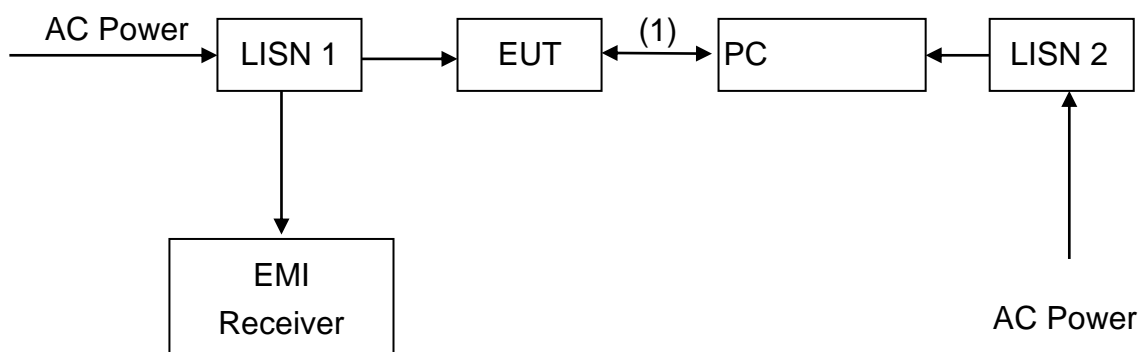 AC Power
LISN 1
EUT
(1)
PC
LISN 2
EMI
Receiver
AC Power